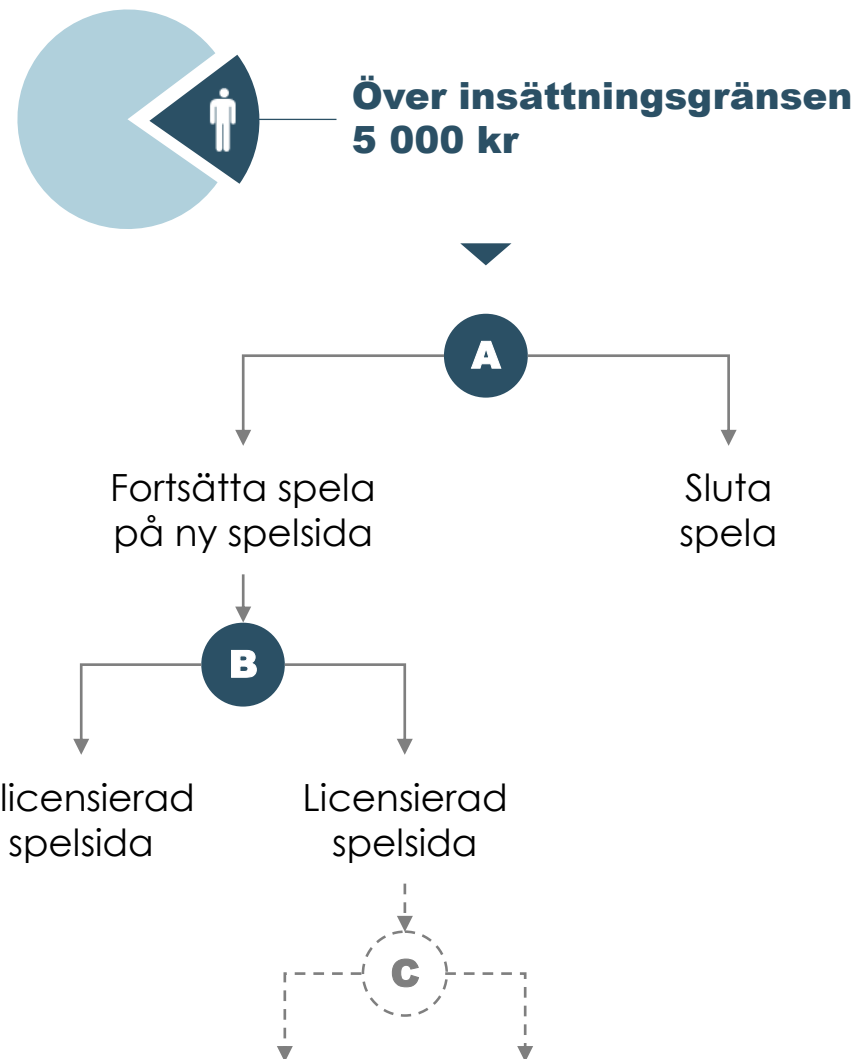 Över insättningsgränsen
5 000 kr
A
Fortsätta spela
på ny spelsida
Sluta
spela
B
licensierad
spelsida
Licensierad
spelsida
C